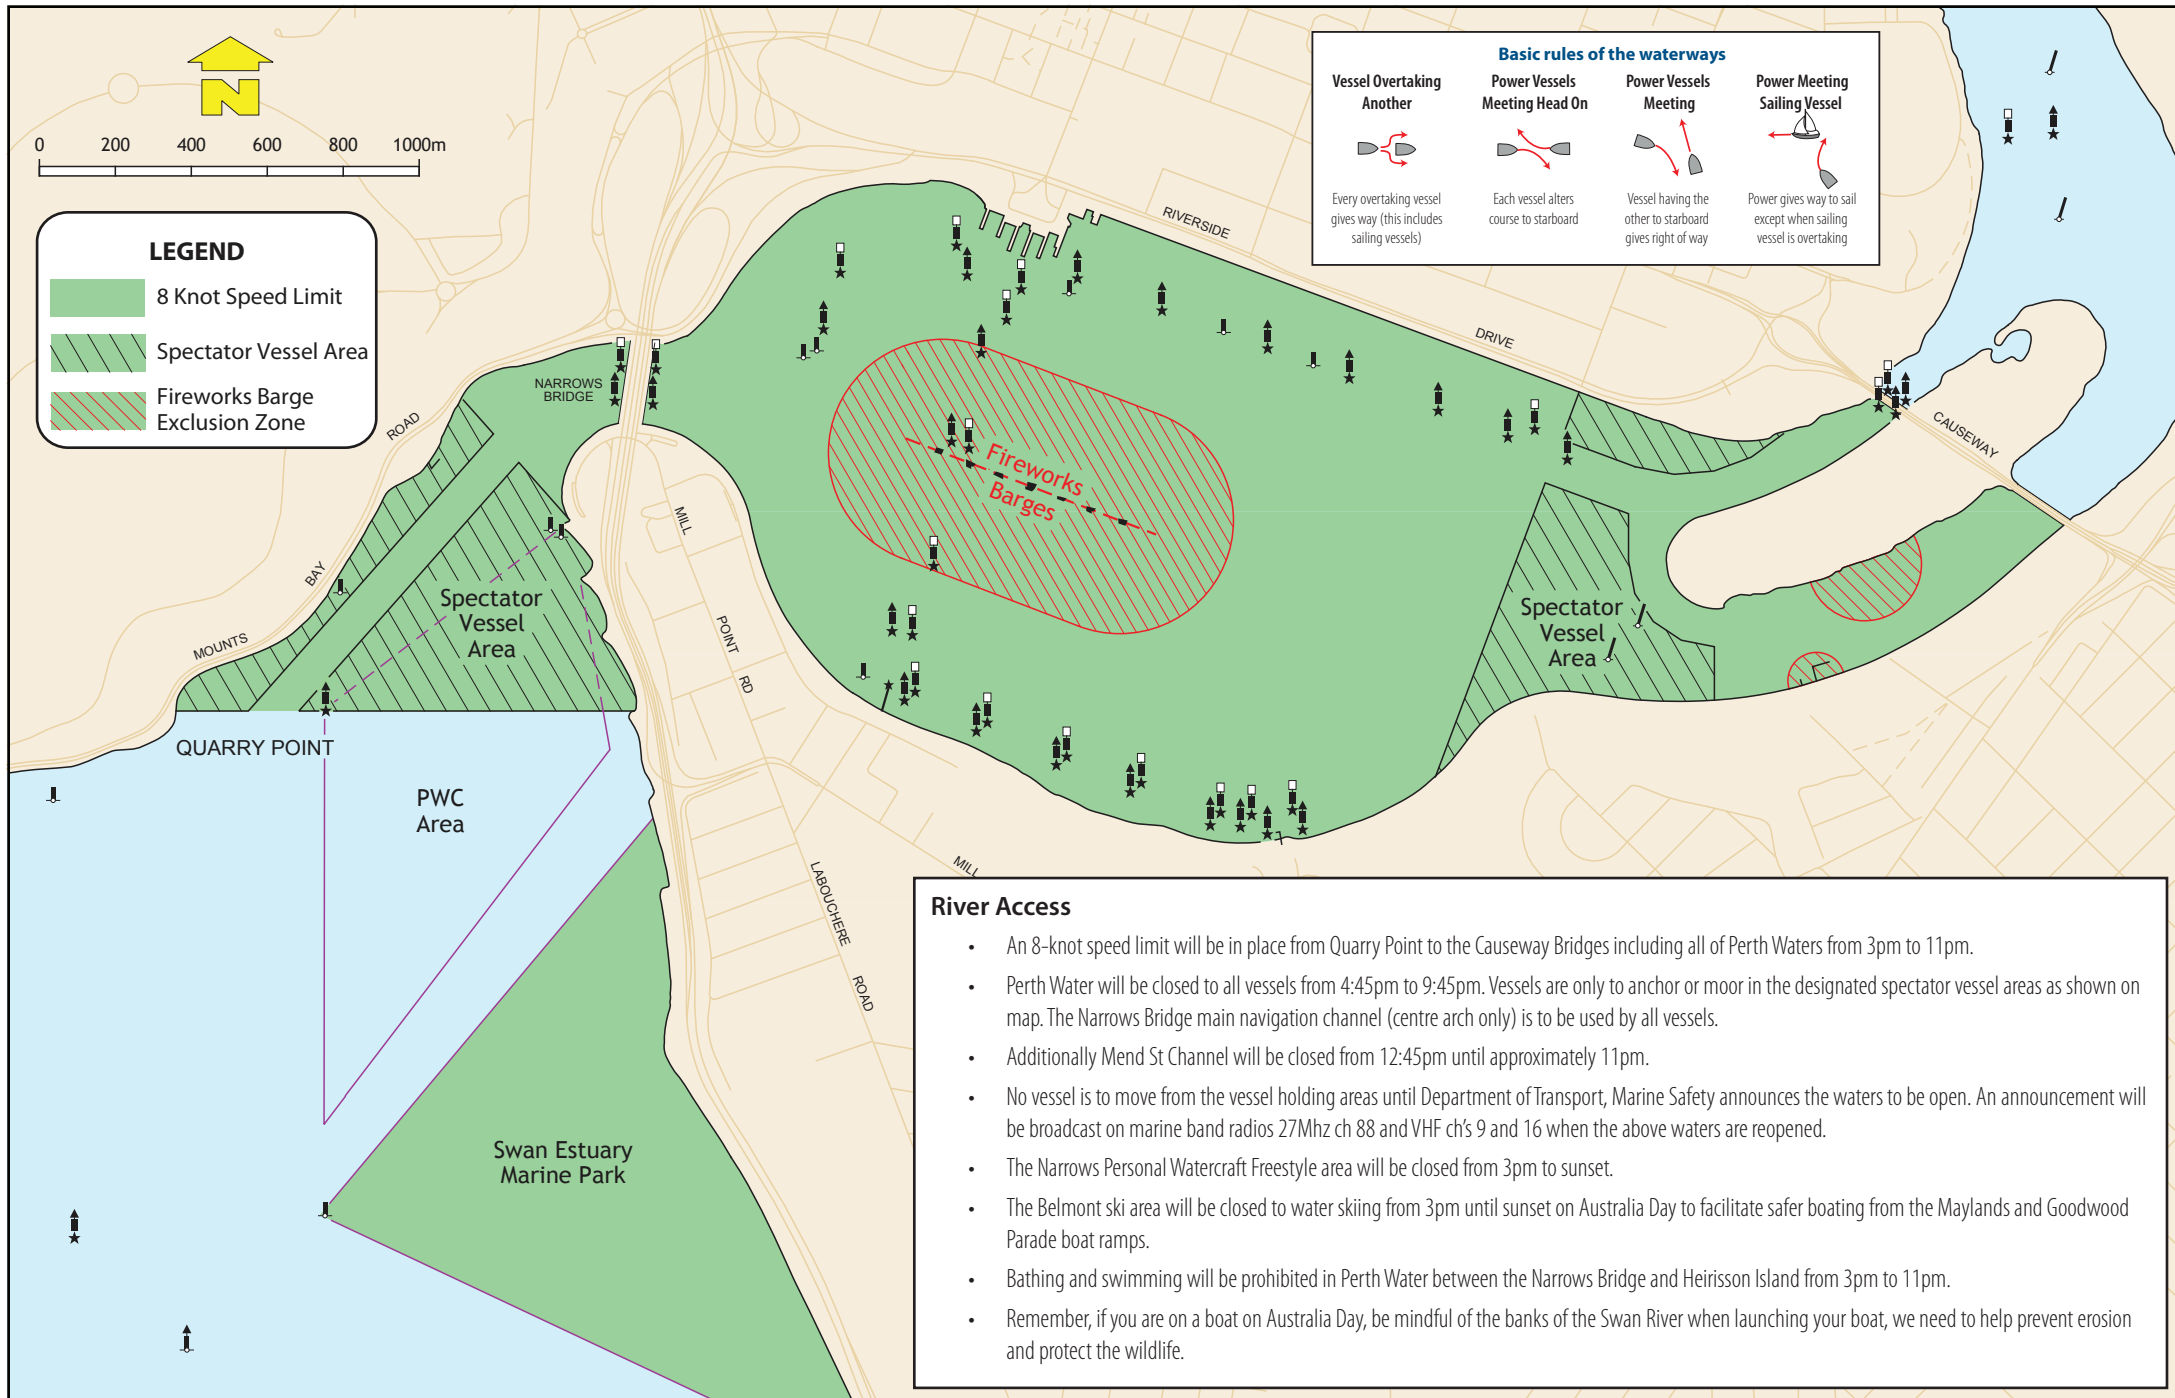 N
0 200 400 600 800 1000m
LEGEND
8 Knot Speed Limit
Spectator Vessel Area
Fireworks Barge
Exclusion Zone
Basic rules of the waterways
Vessel Overtaking
Another
Every overtaking vessel
gives way (this includes
sailing vessels)
Power Vessels
Meeting Head On
Each vessel alters
course to starboard
Power Vessels
Meeting
Vessel having the
other to starboard
gives right of way
Power Meeting
Sailing Vessel
Power gives way to sail
except when sailing
vessel is overtaking
RIVERSIDE
DRIVE
CAUSEWAY
NARROWS
BRIDGE
ROAD
BAY
MOUNTS
MILL
POINT
RD
Fireworks
Barges
Spectator
Vessel
Area
Spectator
Vessel
Area
QUARRY POINT
PWC
Area
LABOUCHERE
ROAD
MILL
Swan Estuary
Marine Park
River Access
• An 8-knot speed limit will be in place from Quarry Point to the Causeway Bridges including all of Perth Waters from 3pm to 11pm.
• Perth Water will be closed to all vessels from 4:45pm to 9:45pm. Vessels are only to anchor or moor in the designated spectator vessel areas as shown on
map. The Narrows Bridge main navigation channel (centre arch only) is to be used by all vessels.
• Additionally Mend St Channel will be closed from 12:45pm until approximately 11pm.
• No vessel is to move from the vessel holding areas until Department of Transport, Marine Safety announces the waters to be open. An announcement will
be broadcast on marine band radios 27Mhz ch 88 and VHF ch's 9 and 16 when the above waters are reopened.
• The Narrows Personal Watercraft Freestyle area will be closed from 3pm to sunset.
• The Belmont ski area will be closed to water skiing from 3pm until sunset on Australia Day to facilitate safer boating from the Maylands and Goodwood
Parade boat ramps.
• Bathing and swimming will be prohibited in Perth Water between the Narrows Bridge and Heirisson Island from 3pm to 11pm.
• Remember, if you are on a boat on Australia Day, be mindful of the banks of the Swan River when launching your boat, we need to help prevent erosion
and protect the wildlife.